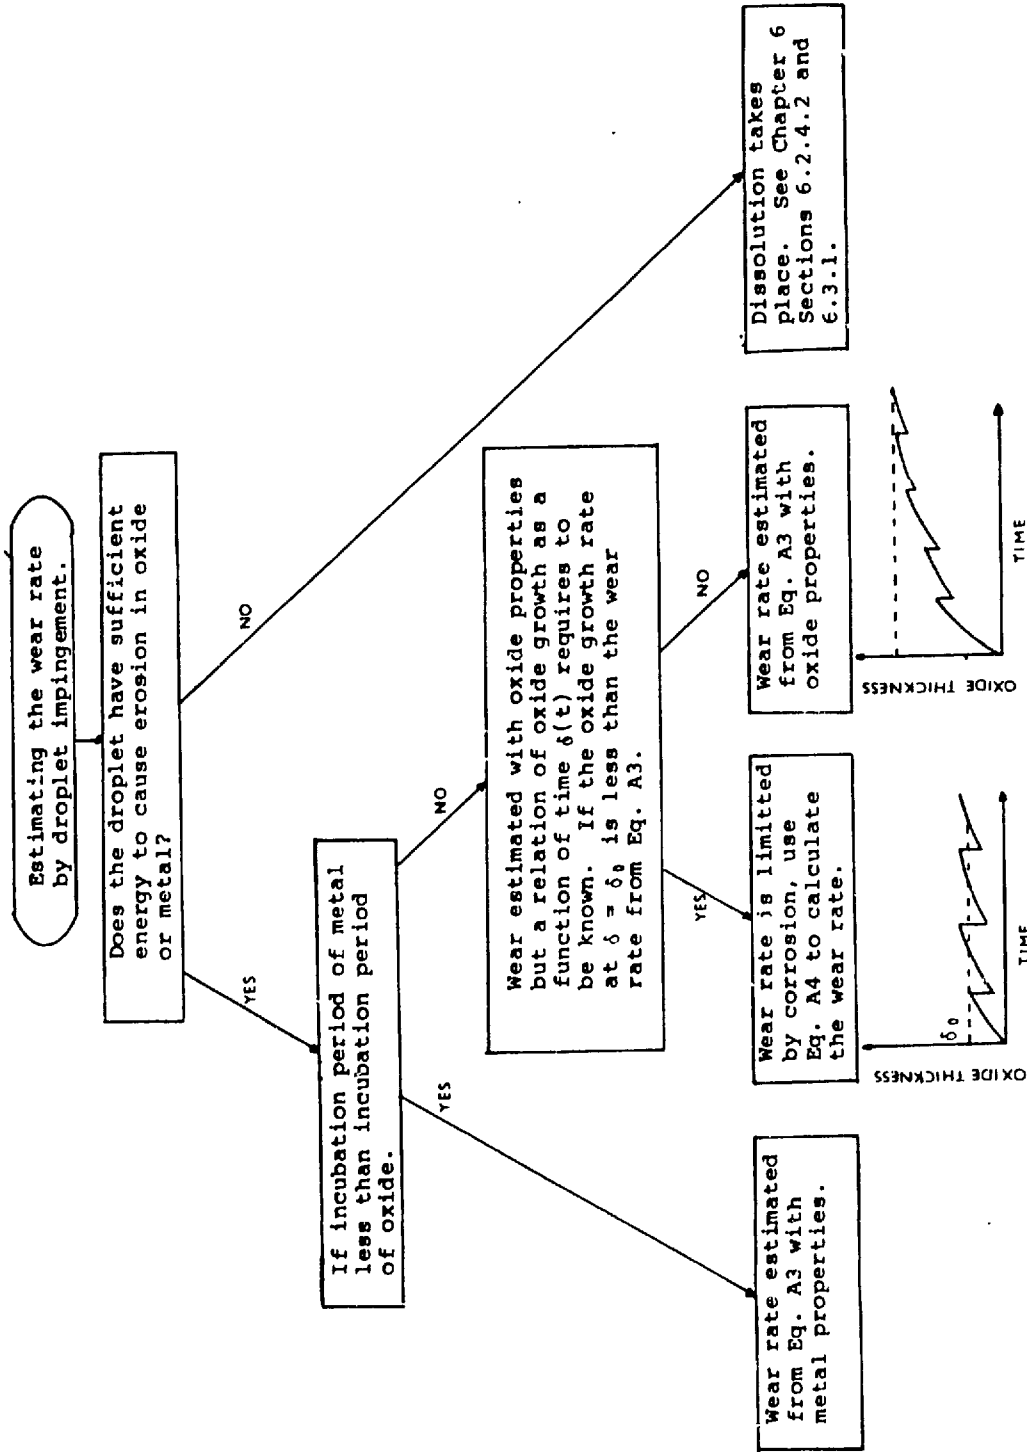 Estimating the wear rate
by droplet impingement.
Does the droplet have sufficient
energy to cause erosion in oxide
or metal?
YES
NO
If incubation period of metal
less than incubation period
of oxide.
YES
NO
Wear estimated with oxide properties
but a relation of oxide growth as a
function of time δ(t) requires to
be known. If the oxide growth rate
at δ = δ0 is less than the wear
rate from Eq. A3.
YES
NO
Wear rate estimated
from Eq. A3 with
metal properties.
Wear rate is limitted
by corrosion, use
Eq. A4 to calculate
the wear rate.
OXIDE THICKNESS
δ0
TIME
Wear rate estimated
from Eq. A3 with
oxide properties.
OXIDE THICKNESS
TIME
Dissolution takes
place. See Chapter 6
Sections 6.2.4.2 and
6.3.1.